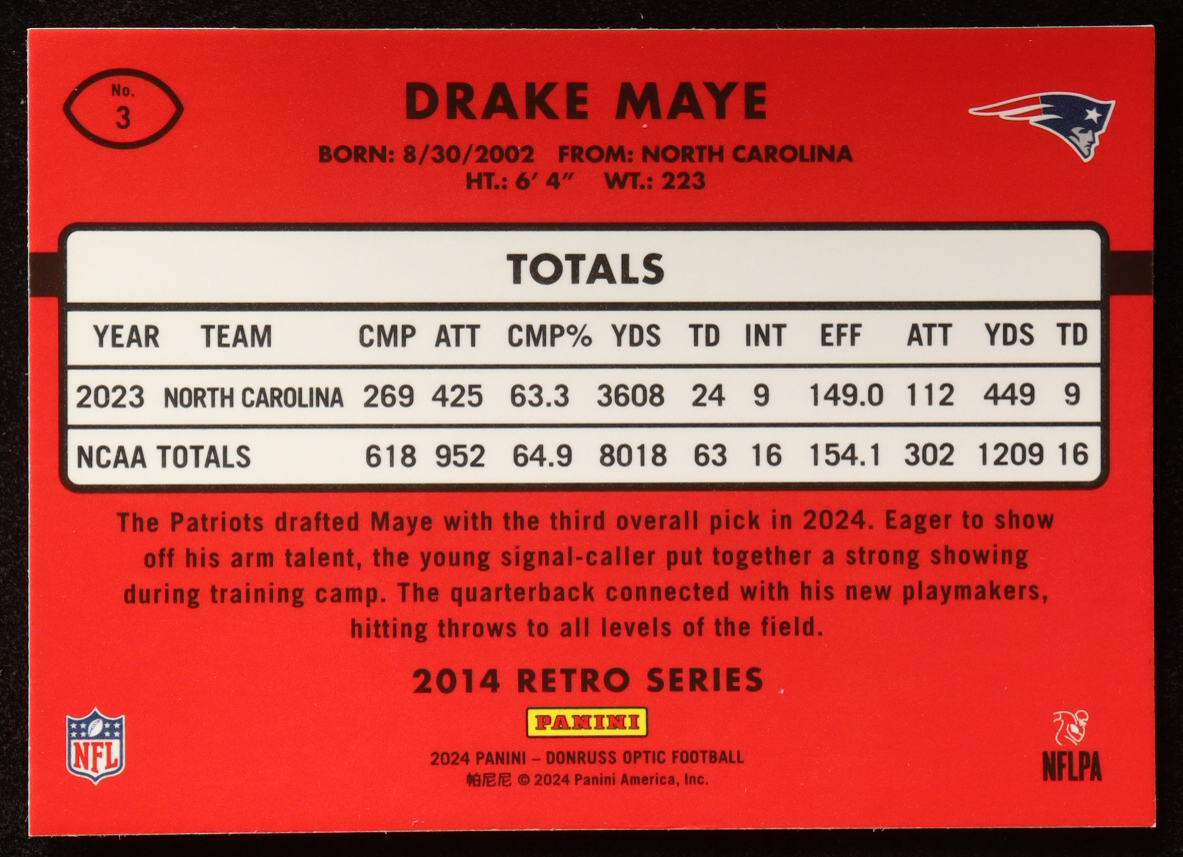 No.
3
DRAKE MAYE
BORN: 8/30/2002 FROM: NORTH CAROLINA
HT.: 6' 4" WT.: 223
TOTALS
YEAR TEAM CMP ATT CMP% YDS TD INT EFF ATT YDS TD
2023 NORTH CAROLINA 269 425 63.3 3608 24 9 149.0 112 449 9
NCAA TOTALS 618 952 64.9 8018 63 16 154.1 302 1209 16
The Patriots drafted Maye with the third overall pick in 2024. Eager to show
off his arm talent, the young signal-caller put together a strong showing
during training camp. The quarterback connected with his new playmakers,
hitting throws to all levels of the field.
2014 RETRO SERIES
PANINI
2024 PANINI – DONRUSS OPTIC FOOTBALL
帕尼尼 © 2024 Panini America, Inc.
NFL
NFLPA